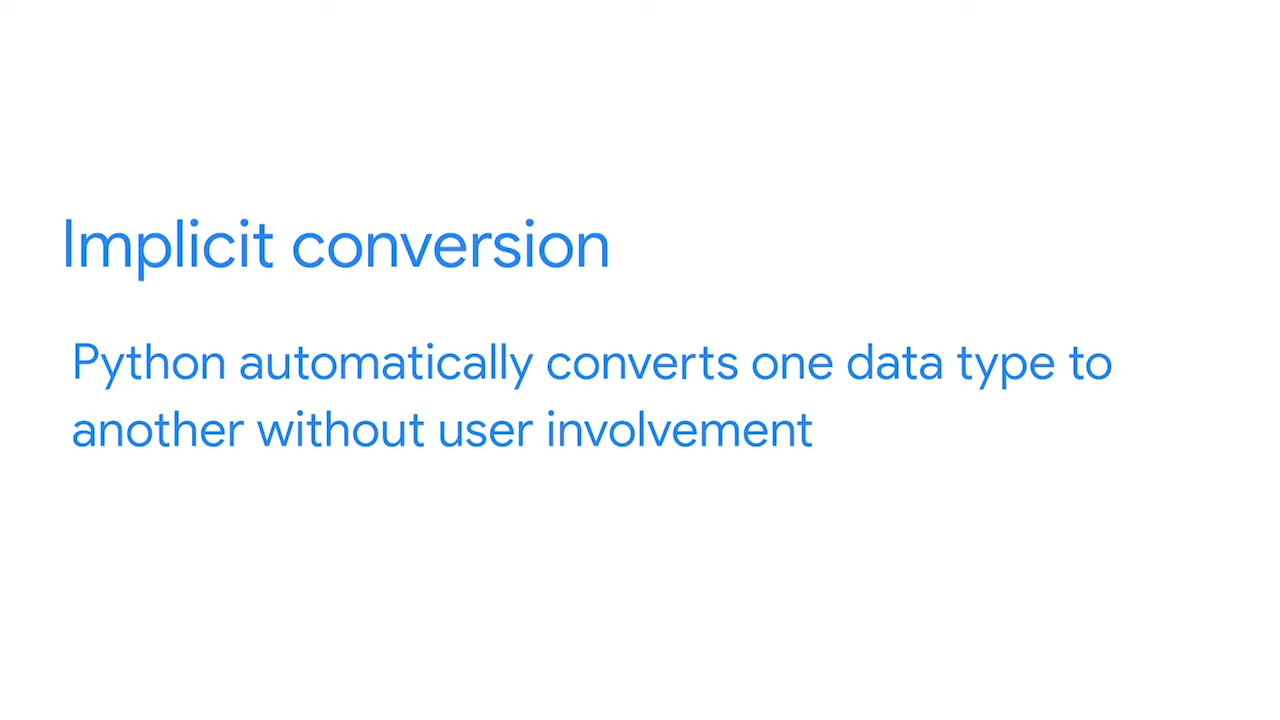 Implicit conversion
Python automatically converts one data type to
another without user involvement